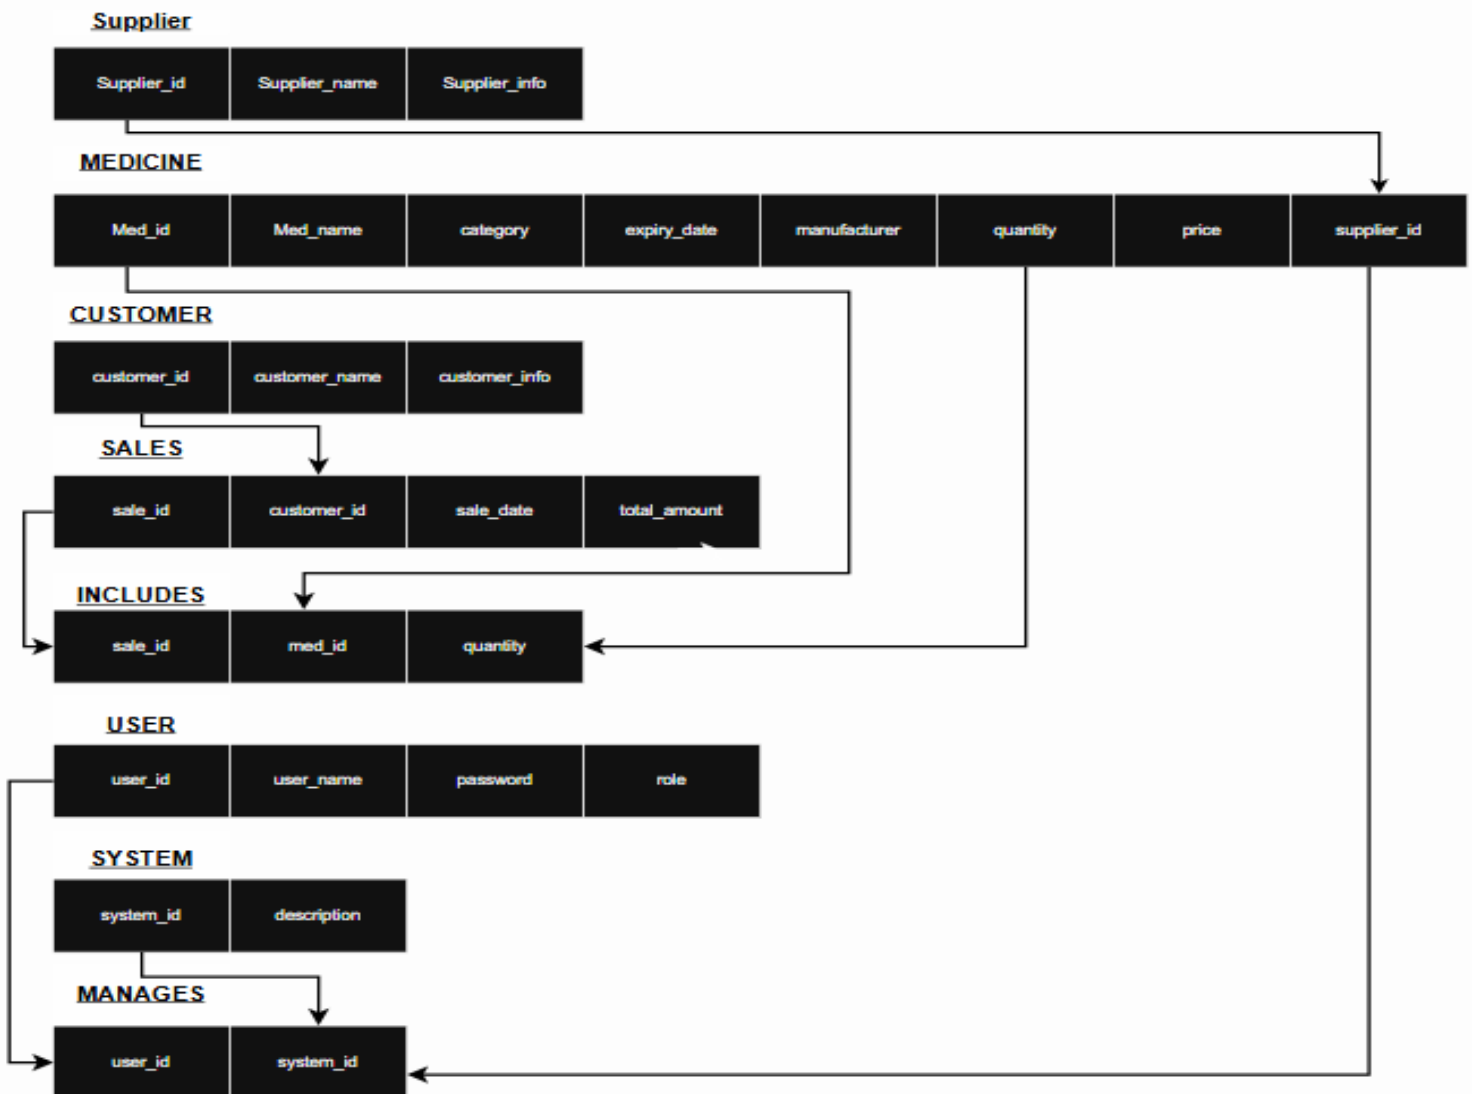 Supplier
Supplier_id Supplier_name Supplier_info
MEDICINE
Med_id Med_name category expiry_date manufacturer quantity price supplier_id
CUSTOMER
customer_id customer_name customer_info
SALES
sale_id customer_id sale_date total_amount
INCLUDES
sale_id med_id quantity
USER
user_id user_name password role
SYSTEM
system_id description
MANAGES
user_id system_id